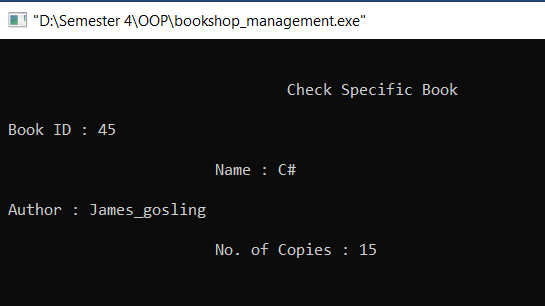 "D:\Semester 4\OOP\bookshop_management.exe"
Check Specific Book
Book ID : 45
Name : C#
Author : James_gosling
No. of Copies : 15